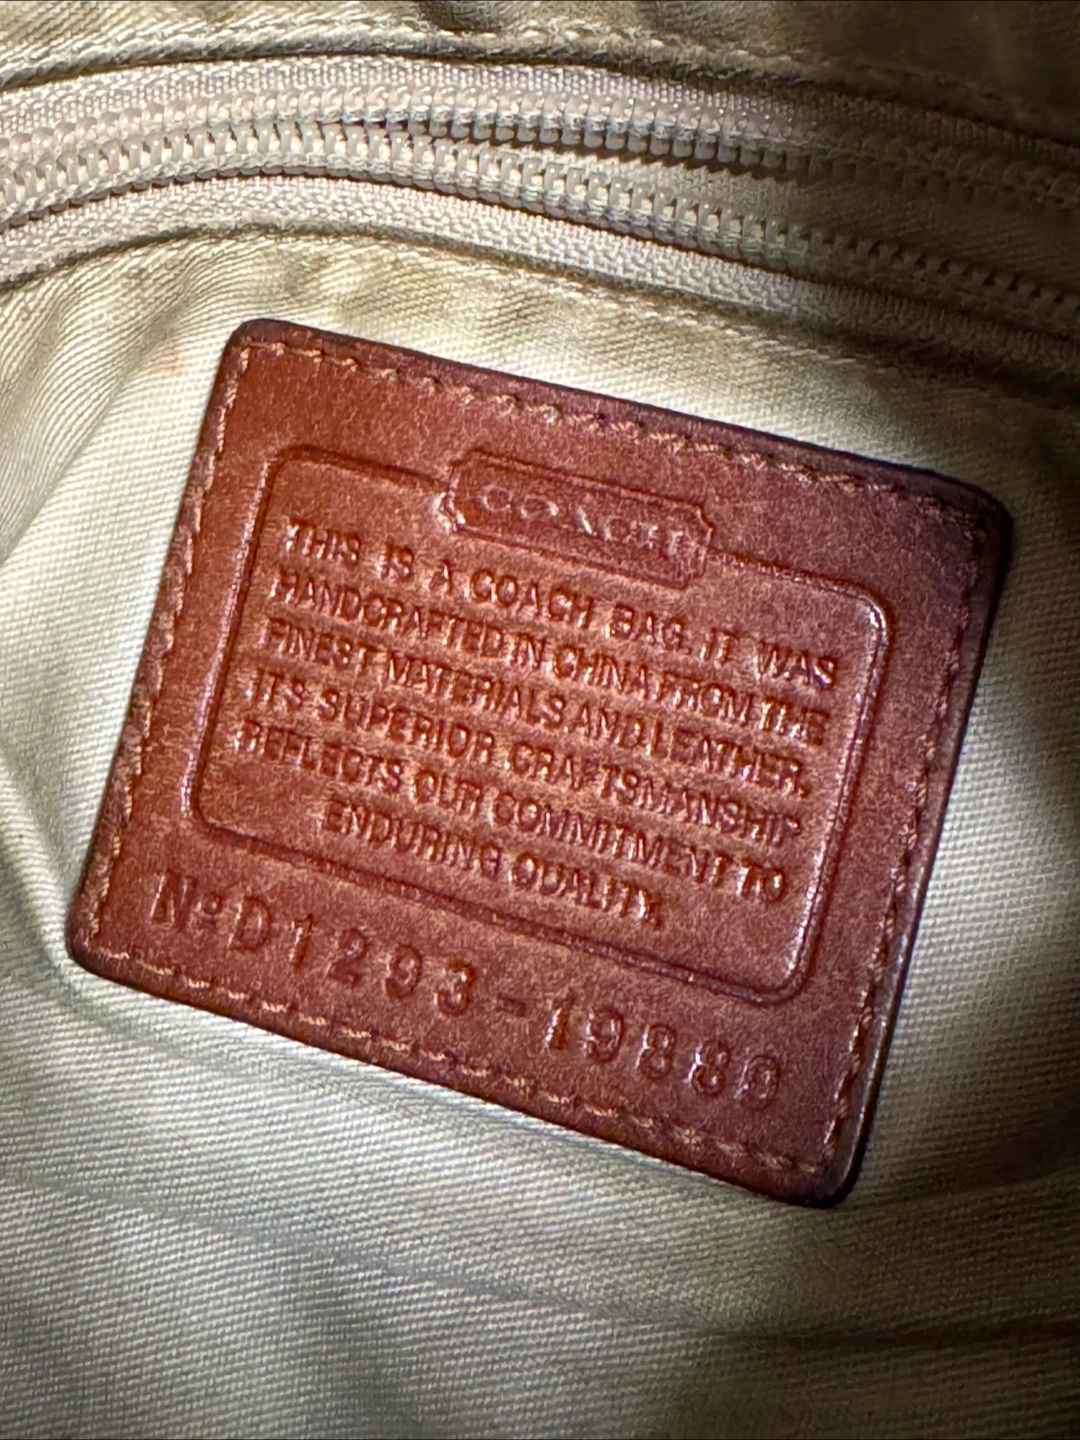 COACH
THIS IS A COACH BAG. IT WAS
HANDCRAFTED IN CHINA FROM THE
FINEST MATERIALS AND LEATHER.
ITS SUPERIOR CRAFTSMANSHIP
REFLECTS OUR COMMITMENT TO
ENDURING QUALITY.
Nº D1293-19889